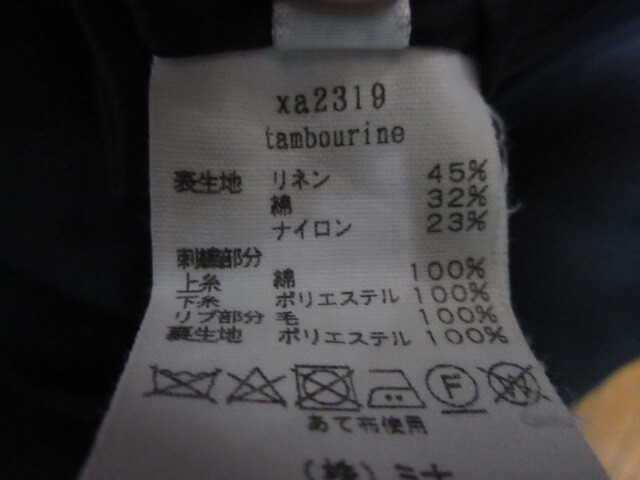 xa2319
tambourine
表生地 リネン 45%
綿 32%
ナイロン 23%
刺繍部分
上糸 綿 100%
下糸 ポリエステル 100%
リブ部分 毛 100%
裏生地 ポリエステル 100%
F W
あて布使用
(株)ミナ